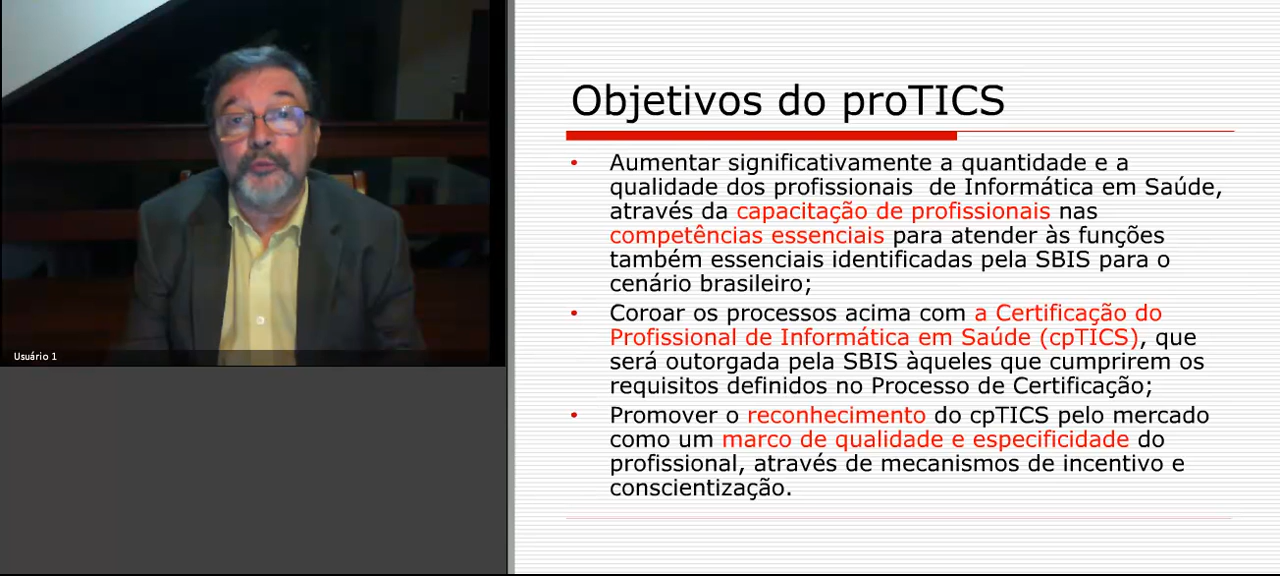 Usuário 1
Objetivos do proTICS
• Aumentar significativamente a quantidade e a
qualidade dos profissionais  de Informática em Saúde,
através da capacitação de profissionais nas
competências essenciais para atender às funções
também essenciais identificadas pela SBIS para o
cenário brasileiro;
• Coroar os processos acima com a Certificação do
Profissional de Informática em Saúde (cpTICS), que
será outorgada pela SBIS àqueles que cumprirem os
requisitos definidos no Processo de Certificação;
• Promover o reconhecimento do cpTICS pelo mercado
como um marco de qualidade e especificidade do
profissional, através de mecanismos de incentivo e
conscientização.